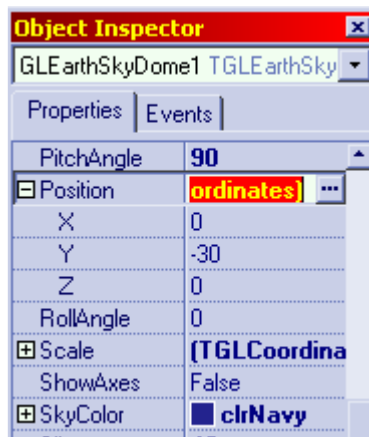 Object Inspector
GLEarthSkyDome1 TGLEarthSky
Properties Events
PitchAngle 90
Position ordinates) ...
X 0
Y -30
Z 0
RollAngle 0
Scale (TGLCoordina
ShowAxes False
SkyColor clrNavy